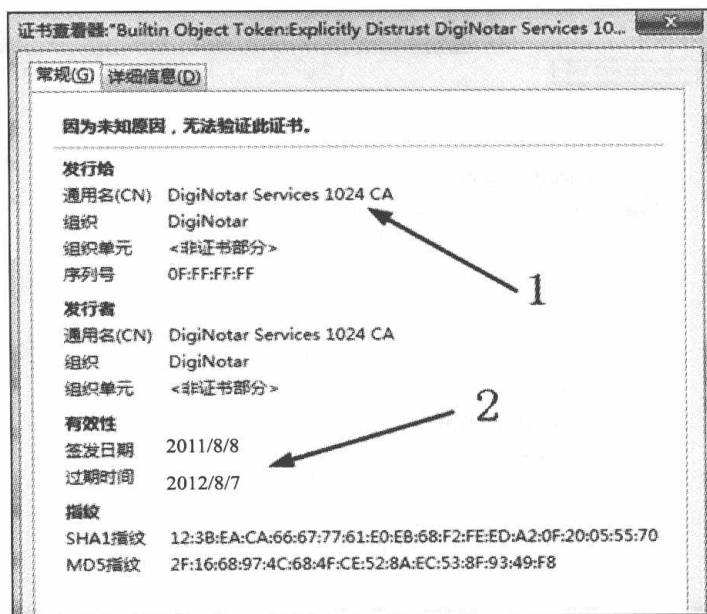 证书查看器:"Builtin Object Token:Explicitly Distrust DigiNotar Services 10...
常规(G) 详细信息(D)
因为未知原因，无法验证此证书。
发行给
通用名(CN) DigiNotar Services 1024 CA
组织 DigiNotar
组织单元 <非证书部分>
序列号 0F:FF:FF:FF
1
发行者
通用名(CN) DigiNotar Services 1024 CA
组织 DigiNotar
组织单元 <非证书部分>
2
有效性
签发日期 2011/8/8
过期时间 2012/8/7
指纹
SHA1指纹 12:3B:EA:CA:66:67:77:61:E0:EB:68:F2:FE:ED:A2:0F:20:05:55:70
MD5指纹 2F:16:68:97:4C:68:4F:CE:52:8A:EC:53:8F:93:49:F8